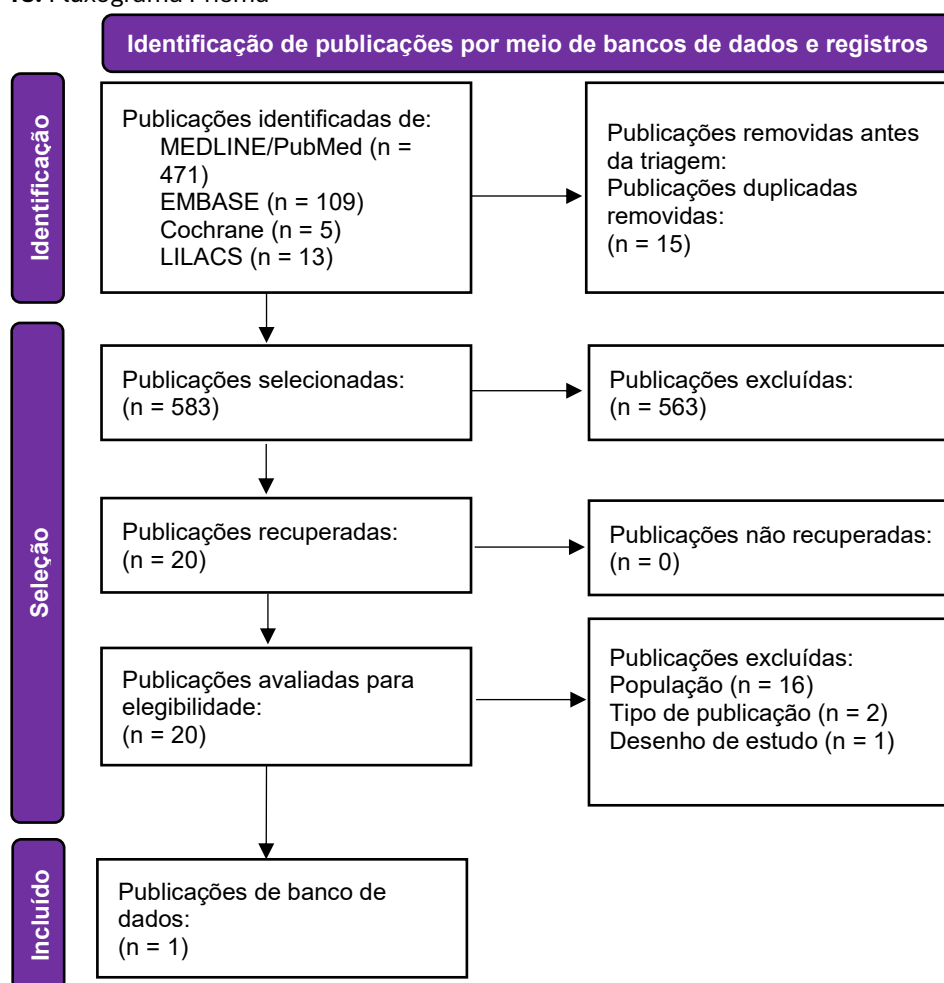 Identificação de publicações por meio de bancos de dados e registros
Identificação
Publicações identificadas de:
MEDLINE/PubMed (n =
471)
EMBASE (n = 109)
Cochrane (n = 5)
LILACS (n = 13)
Publicações removidas antes
da triagem:
Publicações duplicadas
removidas:
(n = 15)
Seleção
Publicações selecionadas:
(n = 583)
Publicações excluídas:
(n = 563)
Publicações recuperadas:
(n = 20)
Publicações não recuperadas:
(n = 0)
Publicações avaliadas para
elegibilidade:
(n = 20)
Publicações excluídas:
População (n = 16)
Tipo de publicação (n = 2)
Desenho de estudo (n = 1)
Incluído
Publicações de banco de
dados:
(n = 1)